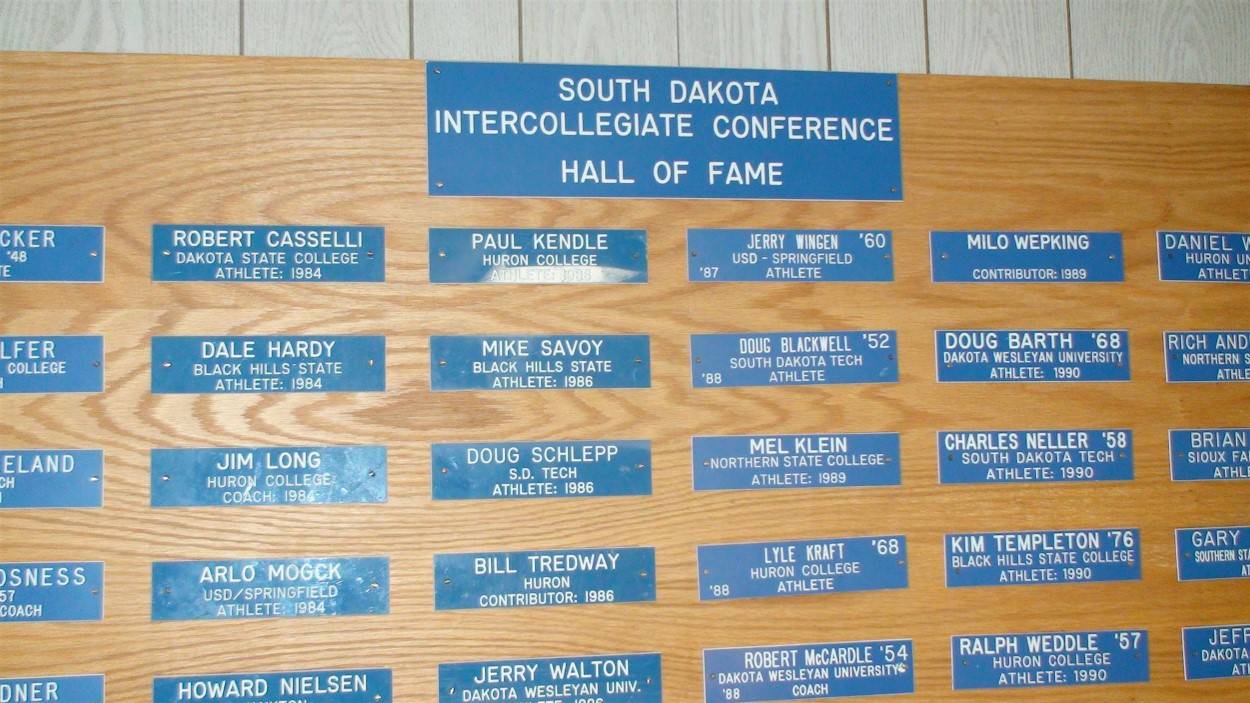 SOUTH DAKOTA
INTERCOLLEGIATE CONFERENCE
HALL OF FAME
CKER
'48
TE
ROBERT CASSELLI
DAKOTA STATE COLLEGE
ATHLETE: 1984
PAUL KENDLE
HURON COLLEGE
ATHLETE:
JERRY WINGEN '60
USD - SPRINGFIELD
'87 ATHLETE
MILO WEPKING
CONTRIBUTOR: 1989
DANIEL W
HURON UN
ATHLET
LFER
COLLEGE
H
DALE HARDY
BLACK HILLS STATE
ATHLETE: 1984
MIKE SAVOY
BLACK HILLS STATE
ATHLETE: 1986
DOUG BLACKWELL '52
SOUTH DAKOTA TECH
'88 ATHLETE
DOUG BARTH '68
DAKOTA WESLEYAN UNIVERSITY
ATHLETE: 1990
RICH AND
NORTHERN S
ATHLE
ELAND
CH
H
JIM LONG
HURON COLLEGE
COACH: 1984
DOUG SCHLEPP
S.D. TECH
ATHLETE: 1986
MEL KLEIN
NORTHERN STATE COLLEGE
ATHLETE: 1989
CHARLES NELLER '58
SOUTH DAKOTA TECH
ATHLETE: 1990
BRIAN
SIOUX FA
ATHL
OSNESS
57
COACH
ARLO MOGCK
USD/SPRINGFIELD
ATHLETE: 1984
BILL TREDWAY
HURON
CONTRIBUTOR: 1986
LYLE KRAFT '68
HURON COLLEGE
'88 ATHLETE
KIM TEMPLETON '76
BLACK HILLS STATE COLLEGE
ATHLETE: 1990
GARY
SOUTHERN STA
AT
DNER
HOWARD NIELSEN
JERRY WALTON
DAKOTA WESLEYAN UNIV.
ROBERT McCARDLE '54
DAKOTA WESLEYAN UNIVERSITY
'88 COACH
RALPH WEDDLE '57
HURON COLLEGE
ATHLETE: 1990
JEFF
DAKOTA
ATH